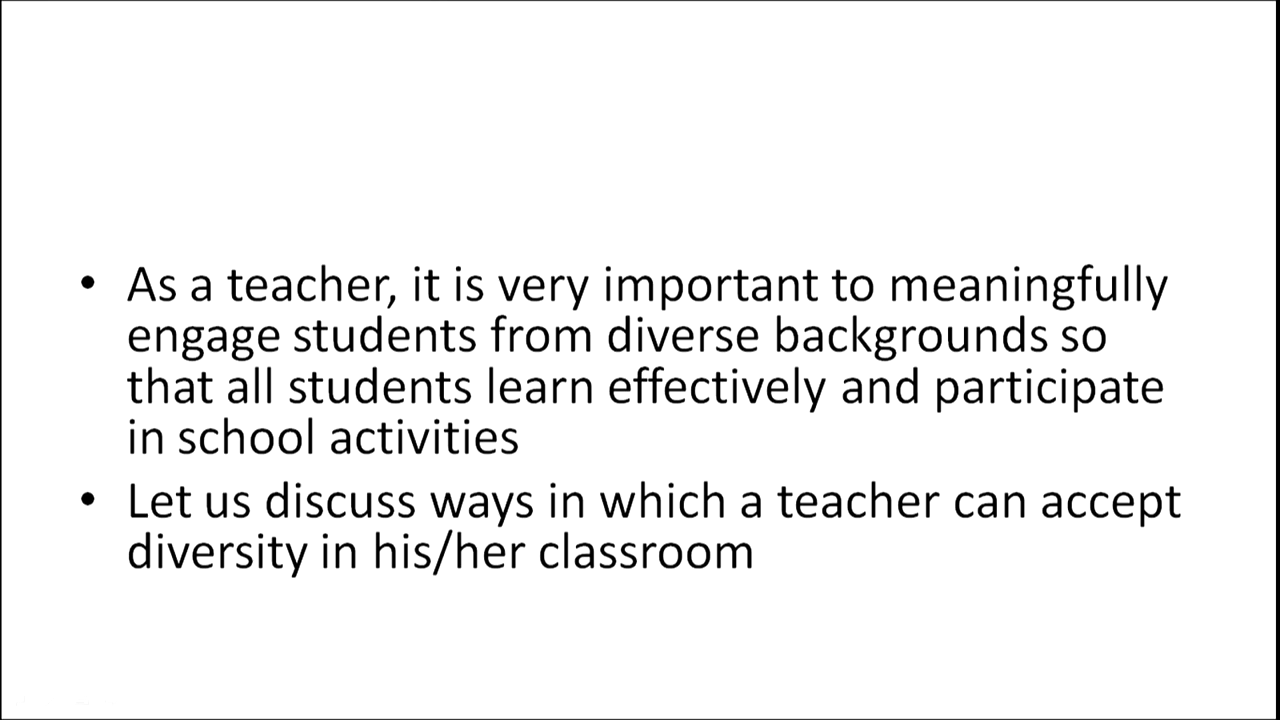 • As a teacher, it is very important to meaningfully
engage students from diverse backgrounds so
that all students learn effectively and participate
in school activities
• Let us discuss ways in which a teacher can accept
diversity in his/her classroom